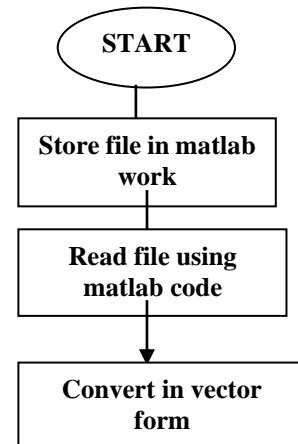 START
Store file in matlab
work
Read file using
matlab code
Convert in vector
form